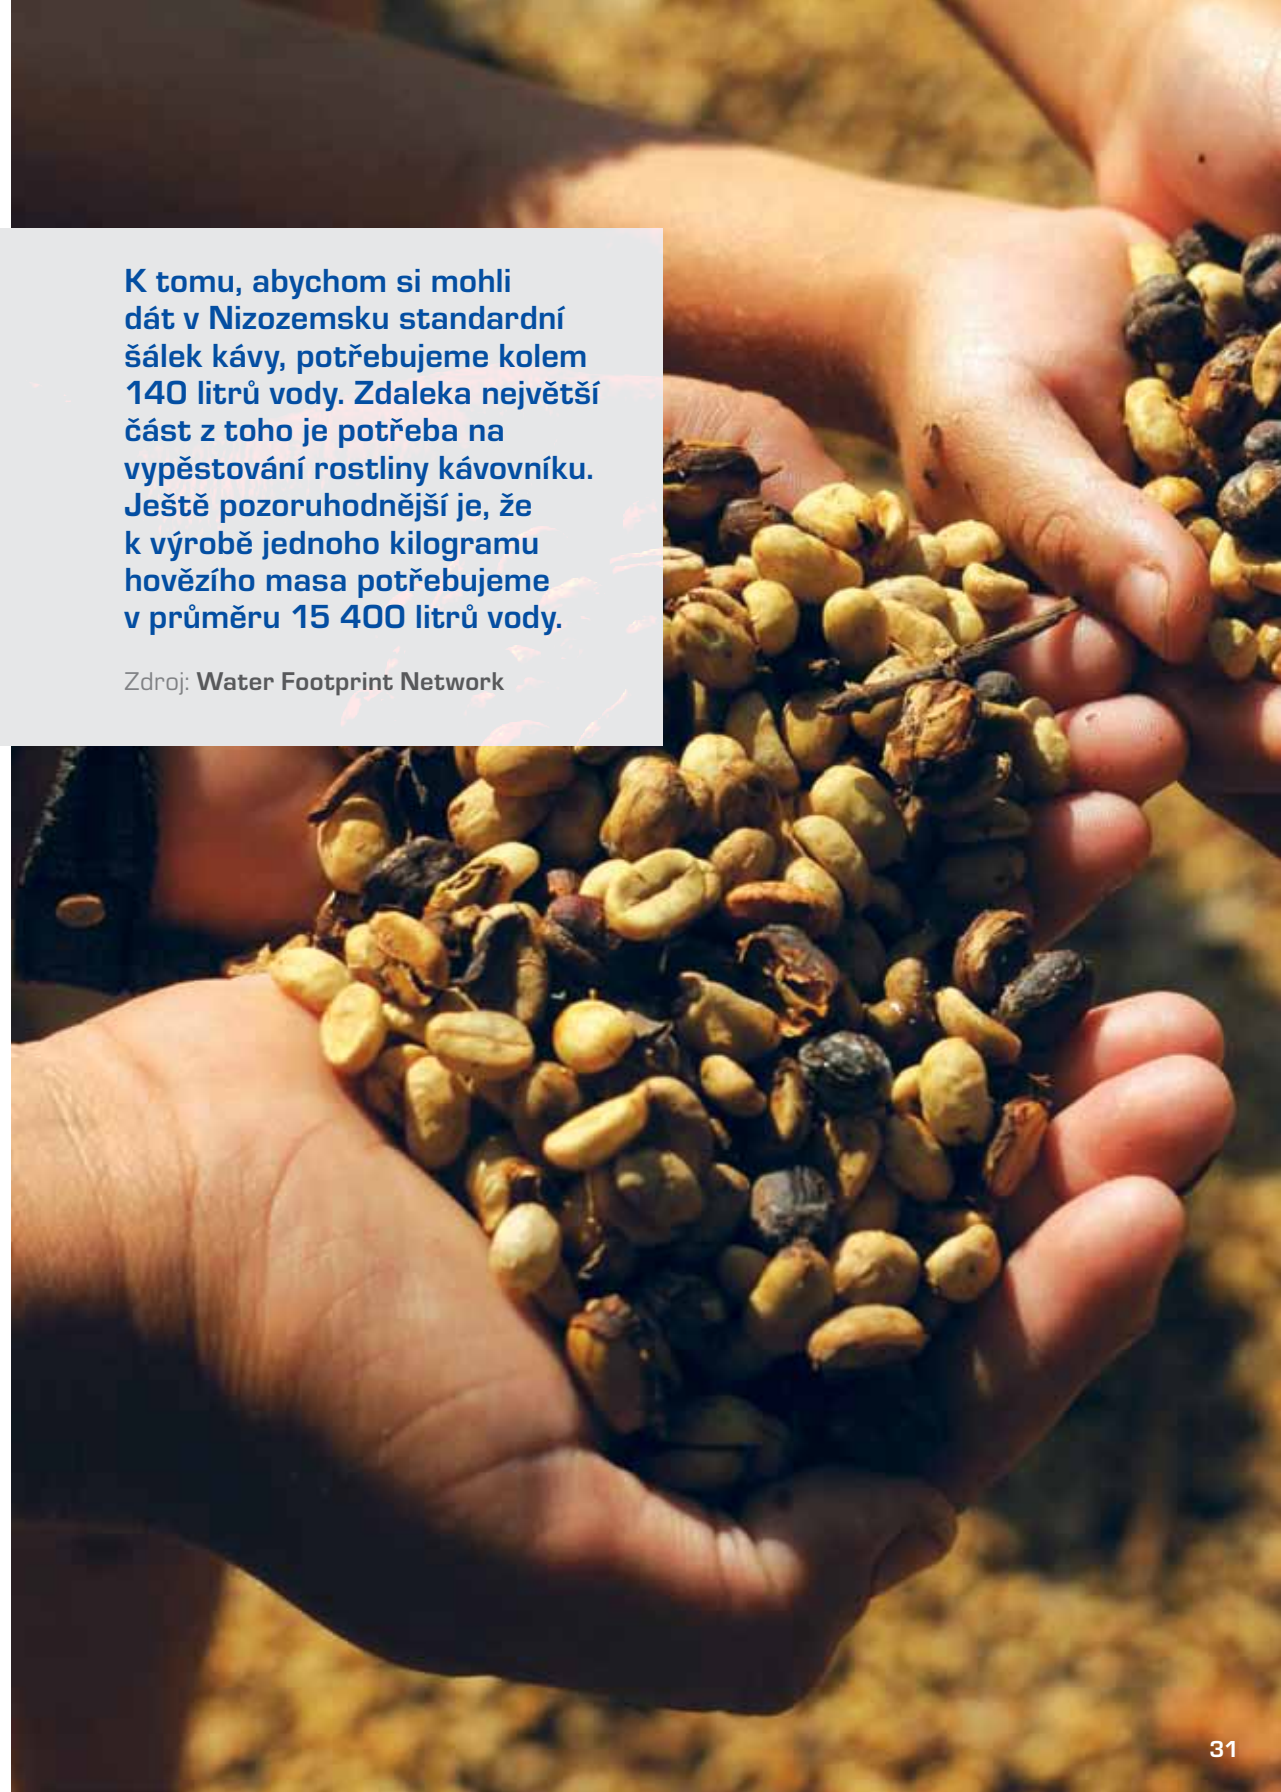 K tomu, abychom si mohli
dát v Nizozemsku standardní
šálek kávy, potřebujeme kolem
140 litrů vody. Zdaleka největší
část z toho je potřeba na
vypěstování rostliny kávovníku.
Ještě pozoruhodnější je, že
k výrobě jednoho kilogramu
hovězího masa potřebujeme
v průměru 15 400 litrů vody.
Zdroj: Water Footprint Network
31